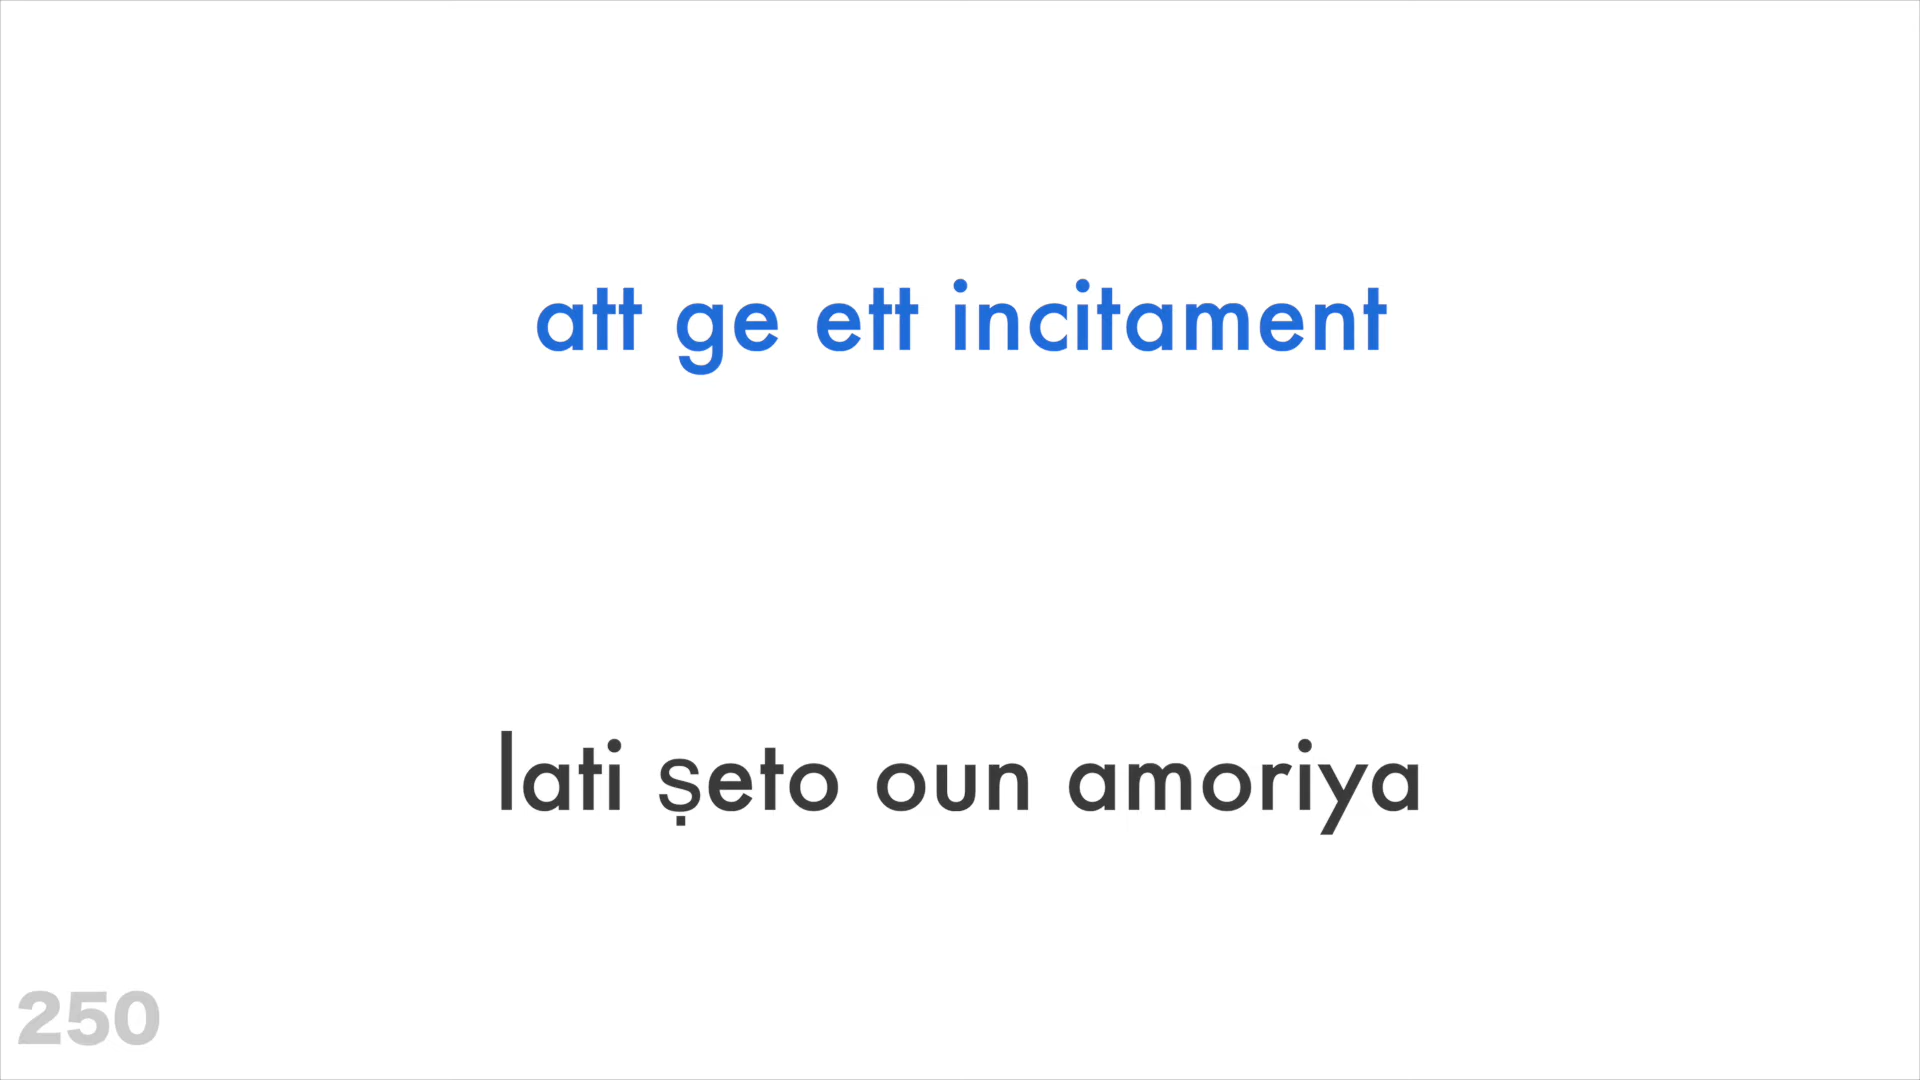 att ge ett incitament
lati ṣeto oun amoriya
250